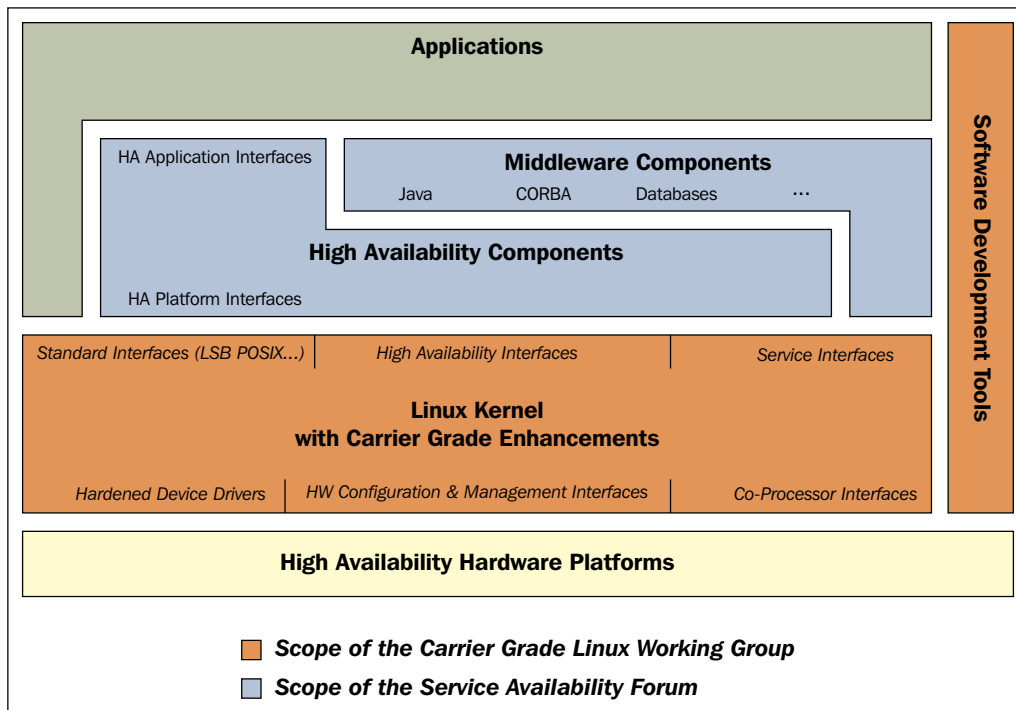 Applications
HA Application Interfaces
Middleware Components
Java CORBA Databases ...
High Availability Components
HA Platform Interfaces
Standard Interfaces (LSB POSIX...) High Availability Interfaces Service Interfaces
Linux Kernel
with Carrier Grade Enhancements
Hardened Device Drivers HW Configuration & Management Interfaces Co-Processor Interfaces
Software Development Tools
High Availability Hardware Platforms
Scope of the Carrier Grade Linux Working Group
Scope of the Service Availability Forum